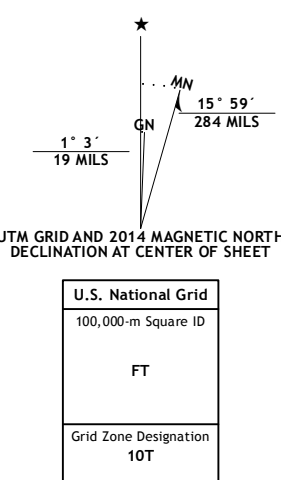 ★
MN
15° 59´
284 MILS
GN
1° 3´
19 MILS
UTM GRID AND 2014 MAGNETIC NORTH
DECLINATION AT CENTER OF SHEET
U.S. National Grid
100,000-m Square ID
FT
Grid Zone Designation
10T